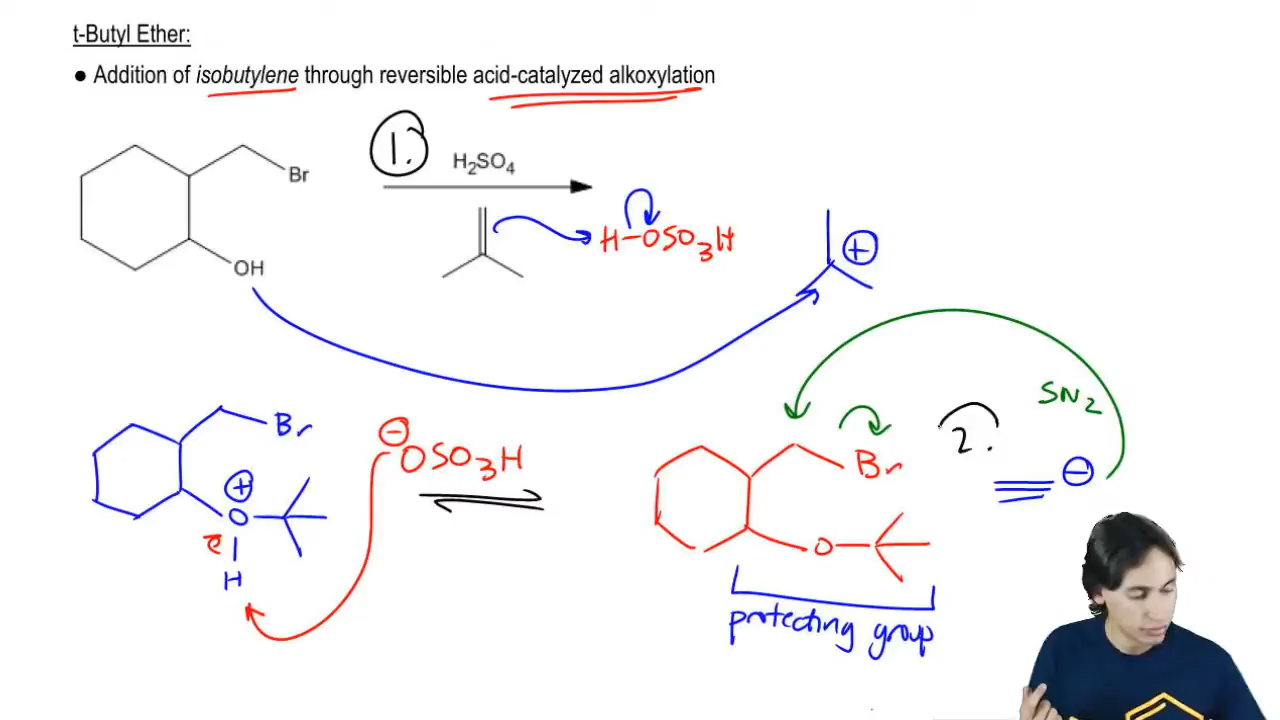 t-Butyl Ether:
● Addition of isobutylene through reversible acid-catalyzed alkoxylation
1.
H₂SO₄
Br
H-OSO₃H
+
OH
SN2
Br
⊖
OSO₃H
Br
2.
⊖
⊕
O
H
O
protecting group